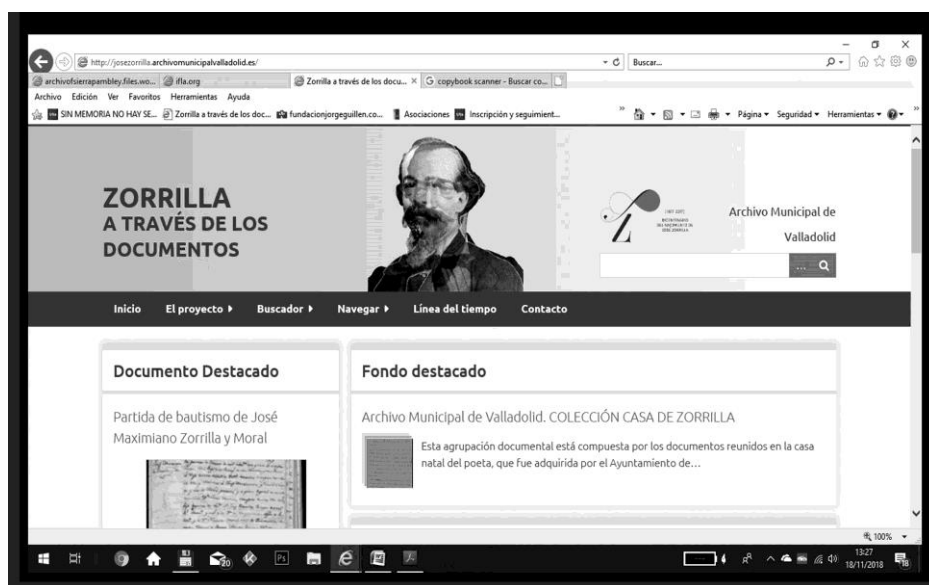 http://josezorrilla.archivomunicipalvalladolid.es/
Buscar...
archivofsierrapambley.files.wo...
ifla.org
Zorrilla a través de los docu...
copybook scanner - Buscar co...
Archivo Edición Ver Favoritos Herramientas Ayuda
SIN MEMORIA NO HAY SE...
Zorrilla a través de los doc...
fundacionjorgeguillen.co...
Asociaciones
Inscripción y seguimient...
Página
Seguridad
Herramientas
ZORRILLA
A TRAVÉS DE LOS
DOCUMENTOS
Archivo Municipal de
Valladolid
...
Inicio El proyecto Buscador Navegar Línea del tiempo Contacto
Documento Destacado
Partida de bautismo de José
Maximiano Zorrilla y Moral
Fondo destacado
Archivo Municipal de Valladolid. COLECCIÓN CASA DE ZORRILLA
Esta agrupación documental está compuesta por los documentos reunidos en la casa
natal del poeta, que fue adquirida por el Ayuntamiento de...
100%
20
Ps
13:27
18/11/2018
18